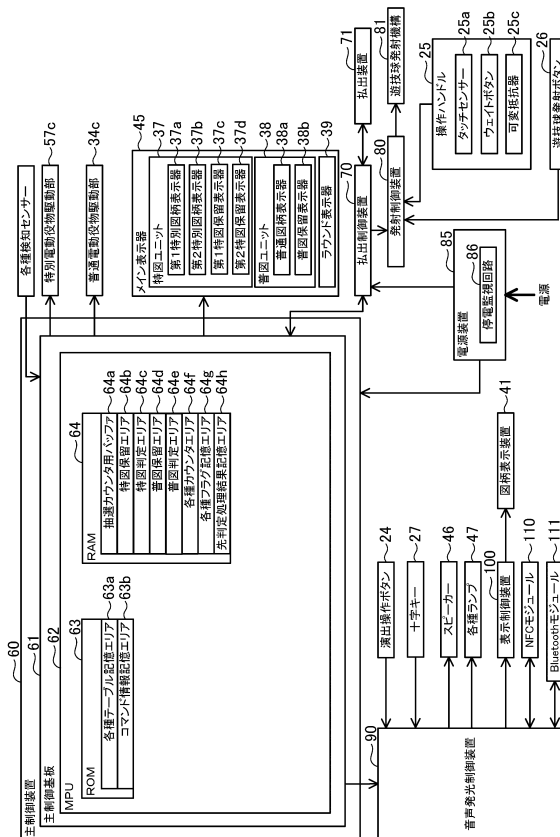 主制御装置
60
主制御基板
61
62
MPU
ROM
63
各種テーブル記憶エリア
63a
コマンド情報記憶エリア
63b
RAM
64
抽選カウンタ用バッファ
64a
特図保留エリア
64b
特図判定エリア
64c
普図保留エリア
64d
普図判定エリア
64e
各種カウンタエリア
64f
各種フラグ記憶エリア
64g
先判定処理結果記憶エリア
64h
各種検知センサー
特別電動役物駆動部
57c
普通電動役物駆動部
34c
メイン表示器
45
特図ユニット
37
第1特別図柄表示器
37a
第2特別図柄表示器
37b
第1特図保留表示器
37c
第2特図保留表示器
37d
普図ユニット
38
普通図柄表示器
38a
普図保留表示器
38b
ラウンド表示器
39
払出制御装置
70
払出装置
71
発射制御装置
80
遊技球発射機構
81
操作ハンドル
25
タッチセンサー
25a
ウェイトボタン
25b
可変抵抗器
25c
遊技球発射ボタン
26
電源装置
85
停電監視回路
86
電源
音声発光制御装置
90
演出操作ボタン
24
十字キー
27
スピーカー
46
各種ランプ
47
表示制御装置
100
図柄表示装置
41
NFCモジュール
110
Bluetoothモジュール
111